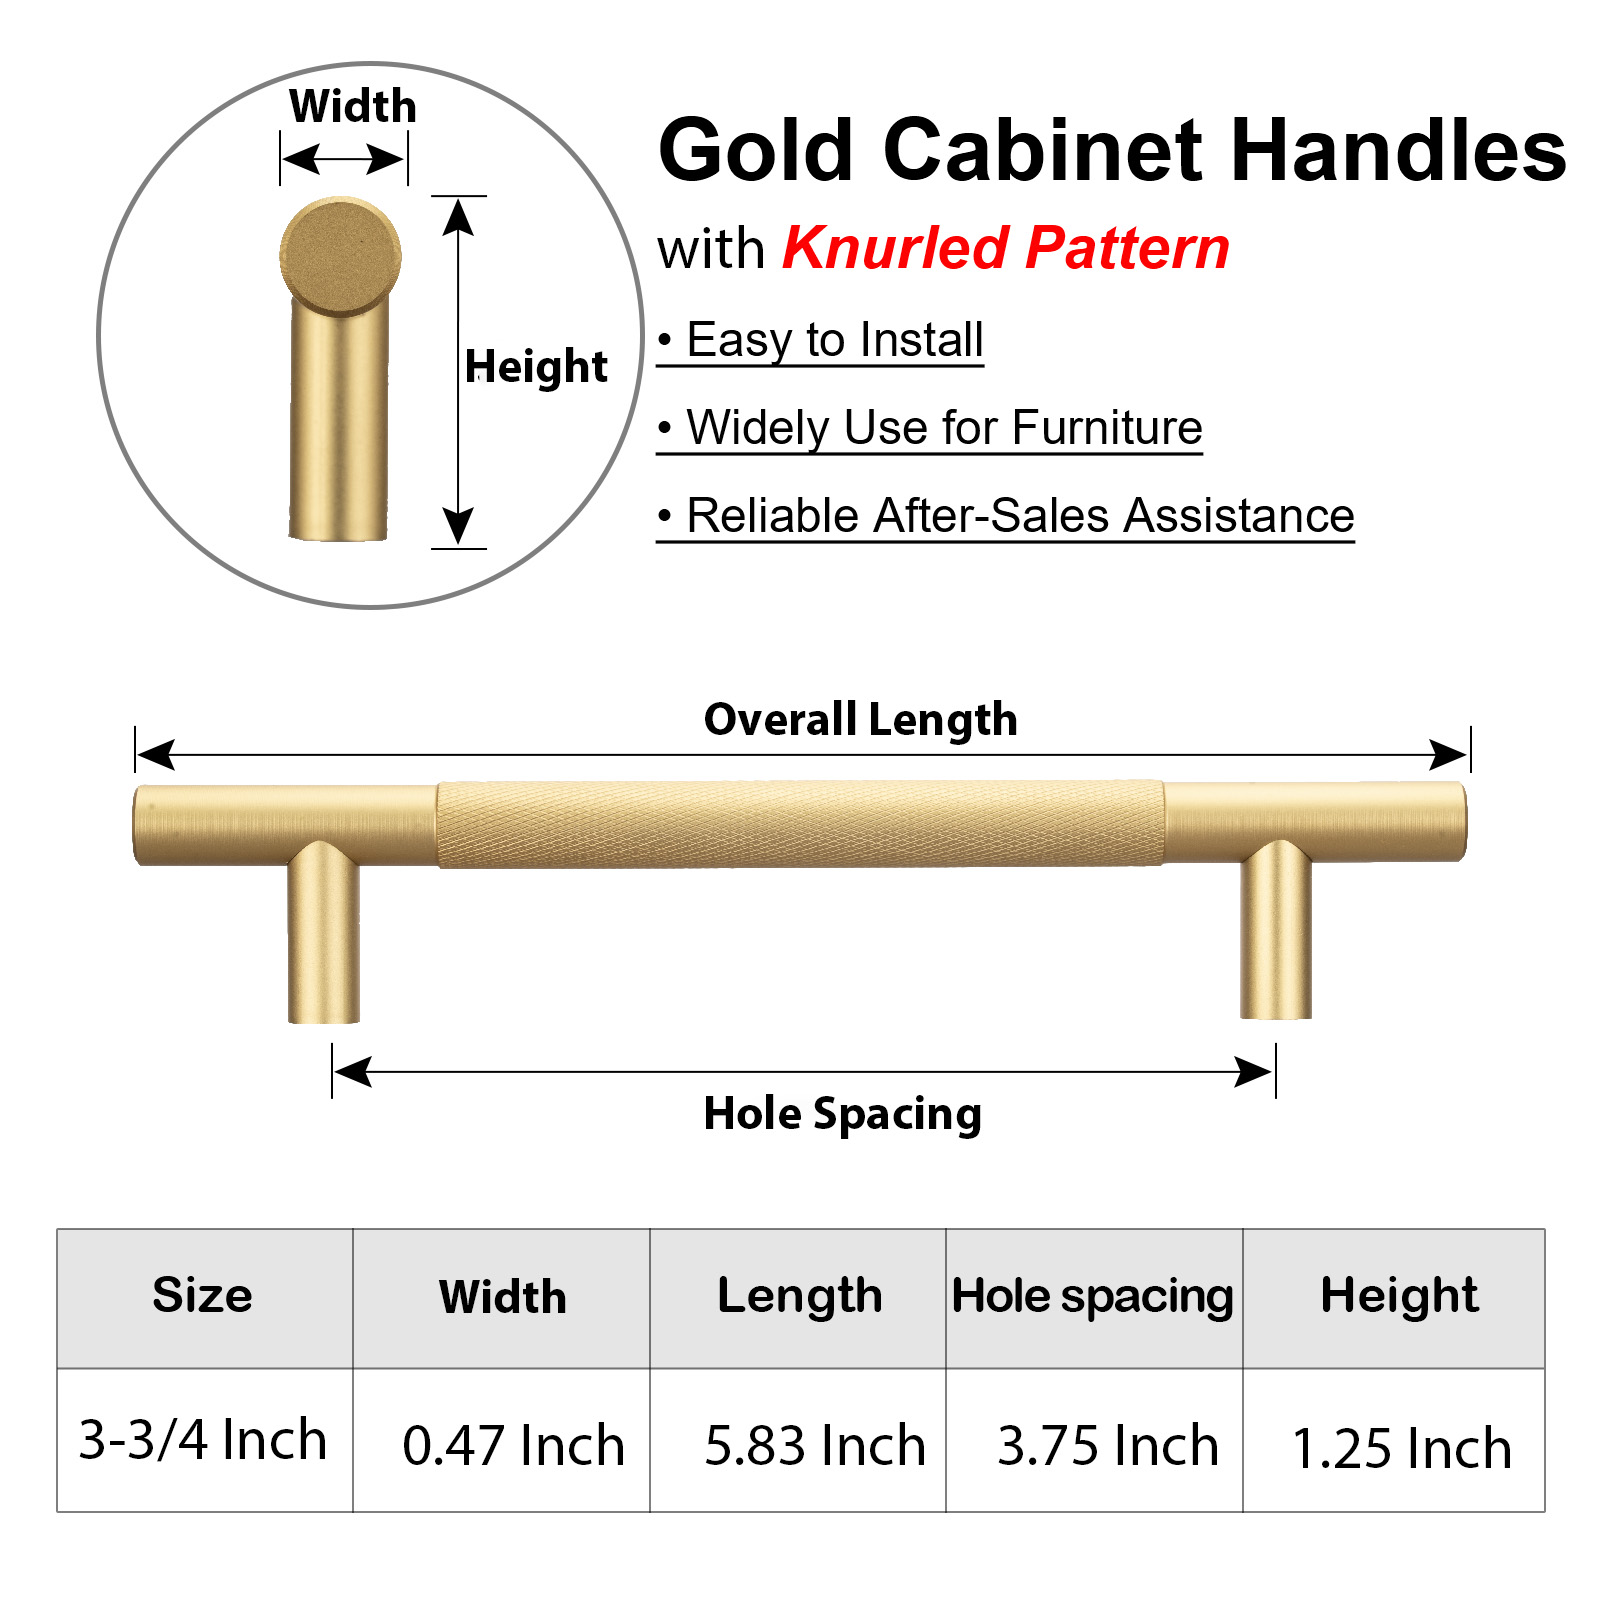 Width
Height
Gold Cabinet Handles
with Knurled Pattern
• Easy to Install
• Widely Use for Furniture
• Reliable After-Sales Assistance
Overall Length
Hole Spacing
Size Width Length Hole spacing Height
3-3/4 Inch 0.47 Inch 5.83 Inch 3.75 Inch 1.25 Inch